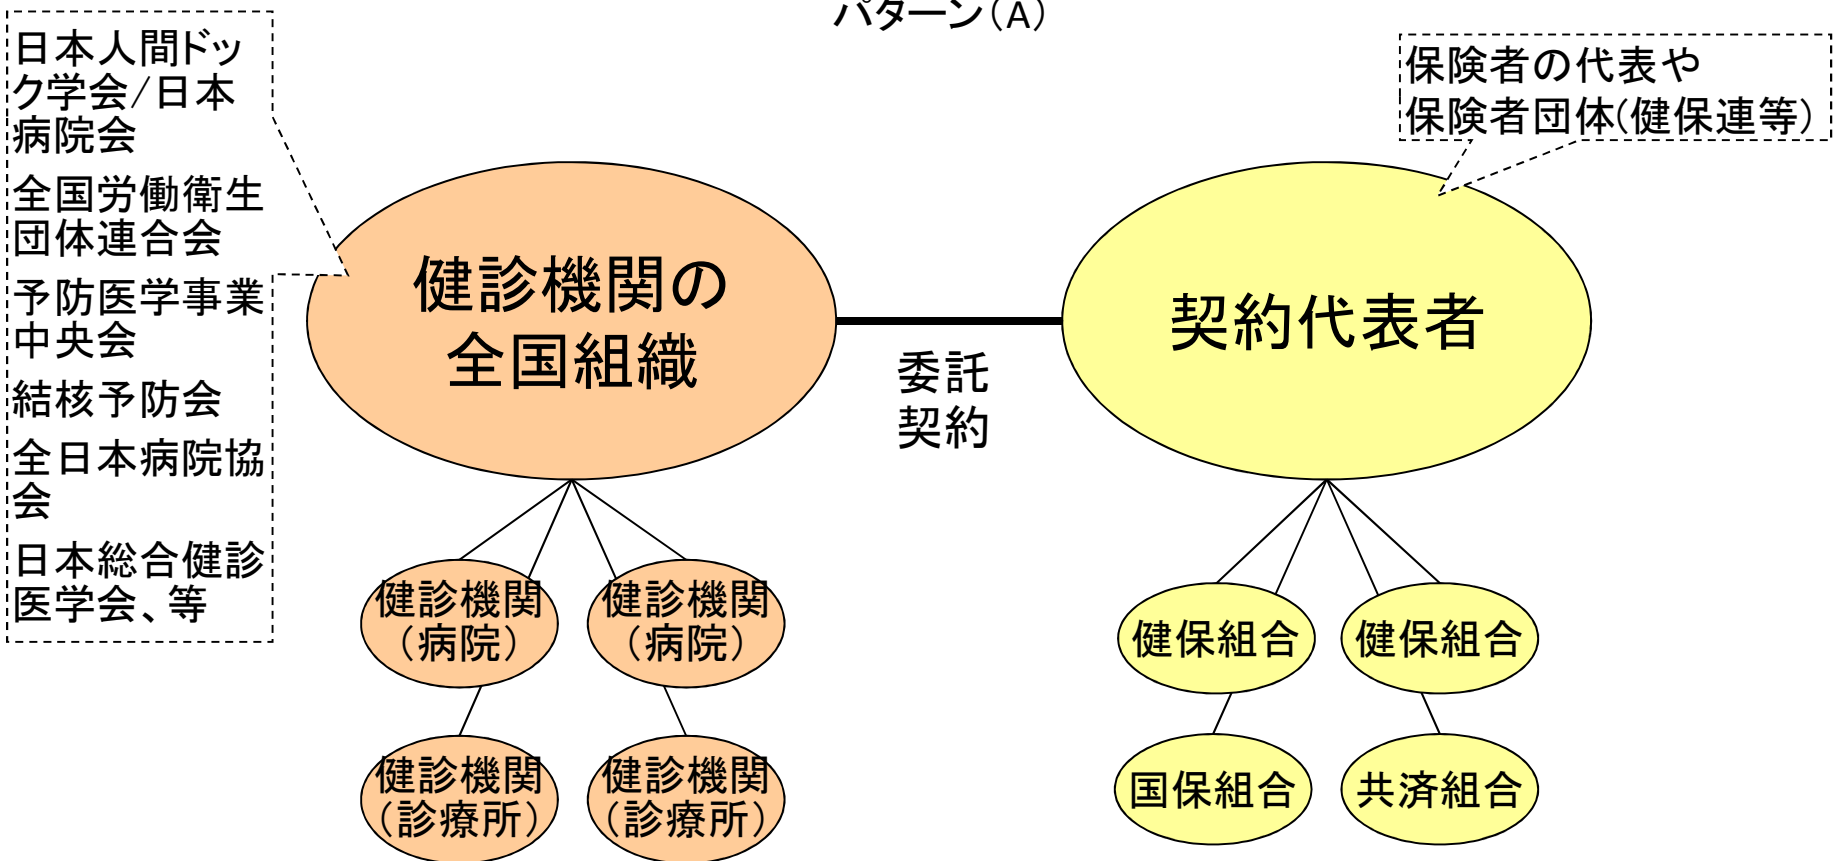 パターン（A）
日本人間ドッ
ク学会/日本
病院会
全国労働衛生
団体連合会
予防医学事業
中央会
結核予防会
全日本病院協
会
日本総合健診
医学会、等
保険者の代表や
保険者団体(健保連等)
健診機関の
全国組織
委託
契約
契約代表者
健診機関
（病院）
健診機関
（病院）
健診機関
（診療所）
健診機関
（診療所）
健保組合
健保組合
国保組合
共済組合